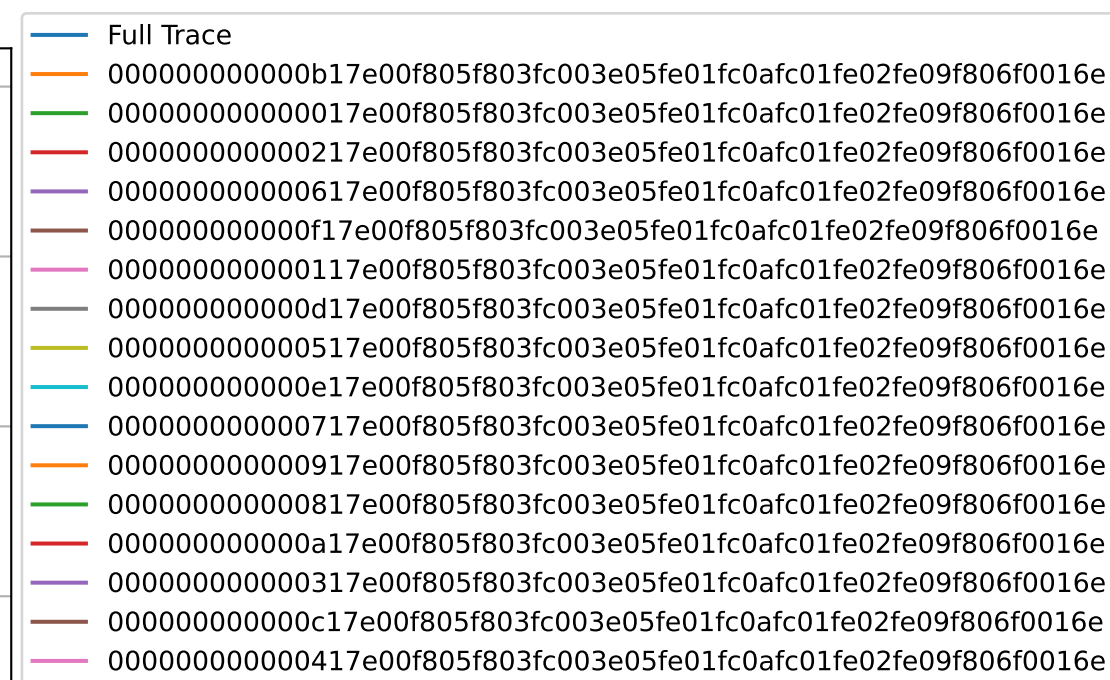 Full Trace
000000000000b17e00f805f803fc003e05fe01fc0afc01fe02fe09f806f0016e
000000000000017e00f805f803fc003e05fe01fc0afc01fe02fe09f806f0016e
000000000000217e00f805f803fc003e05fe01fc0afc01fe02fe09f806f0016e
000000000000617e00f805f803fc003e05fe01fc0afc01fe02fe09f806f0016e
000000000000f17e00f805f803fc003e05fe01fc0afc01fe02fe09f806f0016e
000000000000117e00f805f803fc003e05fe01fc0afc01fe02fe09f806f0016e
000000000000d17e00f805f803fc003e05fe01fc0afc01fe02fe09f806f0016e
000000000000517e00f805f803fc003e05fe01fc0afc01fe02fe09f806f0016e
000000000000e17e00f805f803fc003e05fe01fc0afc01fe02fe09f806f0016e
000000000000717e00f805f803fc003e05fe01fc0afc01fe02fe09f806f0016e
000000000000917e00f805f803fc003e05fe01fc0afc01fe02fe09f806f0016e
000000000000817e00f805f803fc003e05fe01fc0afc01fe02fe09f806f0016e
000000000000a17e00f805f803fc003e05fe01fc0afc01fe02fe09f806f0016e
000000000000317e00f805f803fc003e05fe01fc0afc01fe02fe09f806f0016e
000000000000c17e00f805f803fc003e05fe01fc0afc01fe02fe09f806f0016e
000000000000417e00f805f803fc003e05fe01fc0afc01fe02fe09f806f0016e